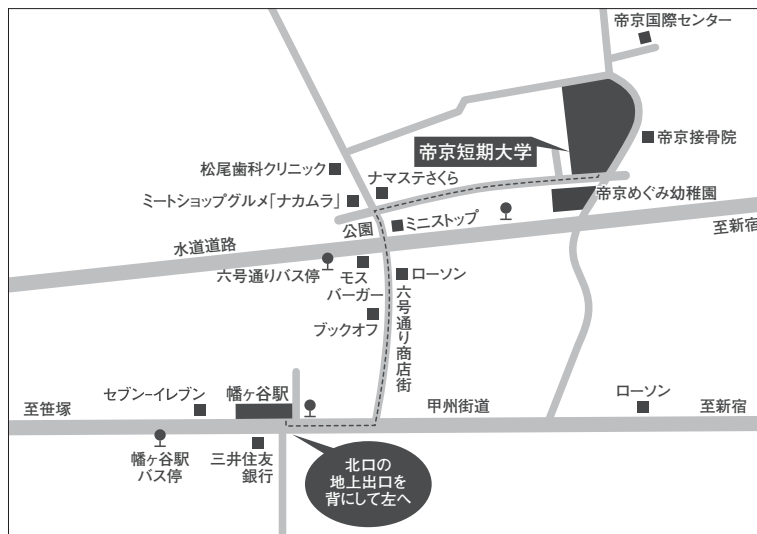 帝京国際センター
帝京接骨院
帝京短期大学
松尾歯科クリニック
ナマステさくら
ミートショップグルメ「ナカムラ」
帝京めぐみ幼稚園
公園
ミニストップ
至新宿
水道道路
六号通りバス停
モス
バーガー
ローソン
六号通り商店街
ブックオフ
セブン-イレブン
幡ヶ谷駅
ローソン
至笹塚
甲州街道
至新宿
幡ヶ谷駅
バス停
三井住友
銀行
北口の
地上出口を
背にして左へ